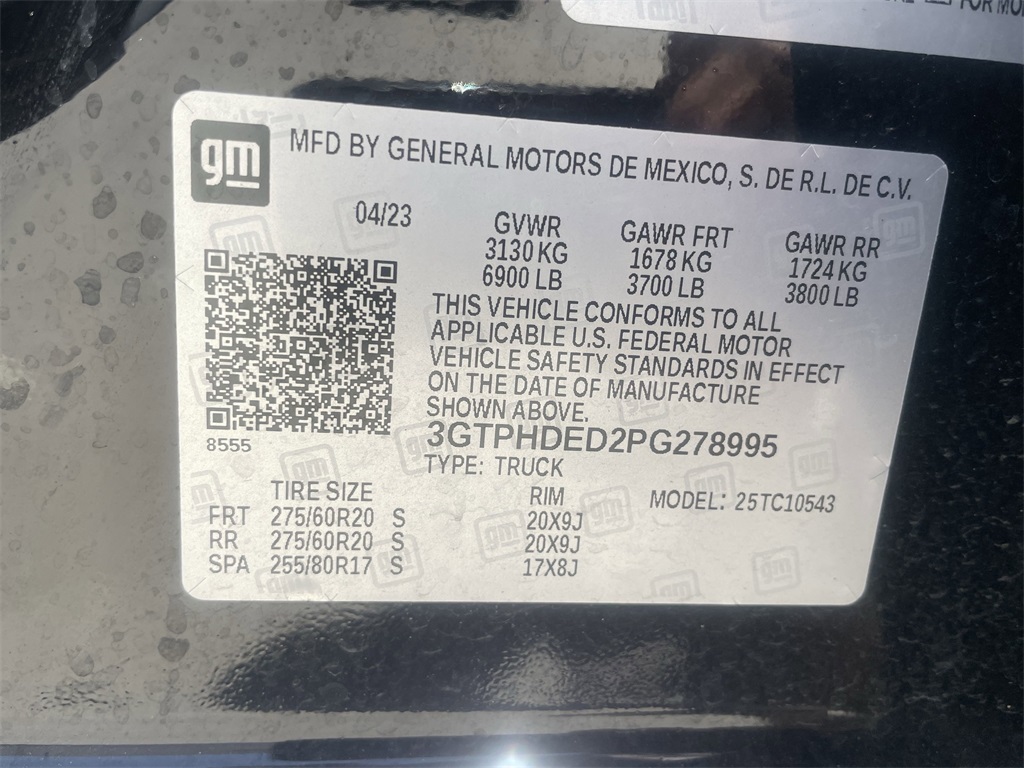 FOR MO
gm
MFD BY GENERAL MOTORS DE MEXICO, S. DE R.L. DE C.V.
04/23
GVWR
3130 KG
6900 LB
GAWR FRT
1678 KG
3700 LB
GAWR RR
1724 KG
3800 LB
THIS VEHICLE CONFORMS TO ALL
APPLICABLE U.S. FEDERAL MOTOR
VEHICLE SAFETY STANDARDS IN EFFECT
ON THE DATE OF MANUFACTURE
SHOWN ABOVE.
8555
3GTPHDED2PG278995
TYPE: TRUCK
TIRE SIZE RIM MODEL: 25TC10543
FRT 275/60R20 S 20X9J
RR 275/60R20 S 20X9J
SPA 255/80R17 S 17X8J